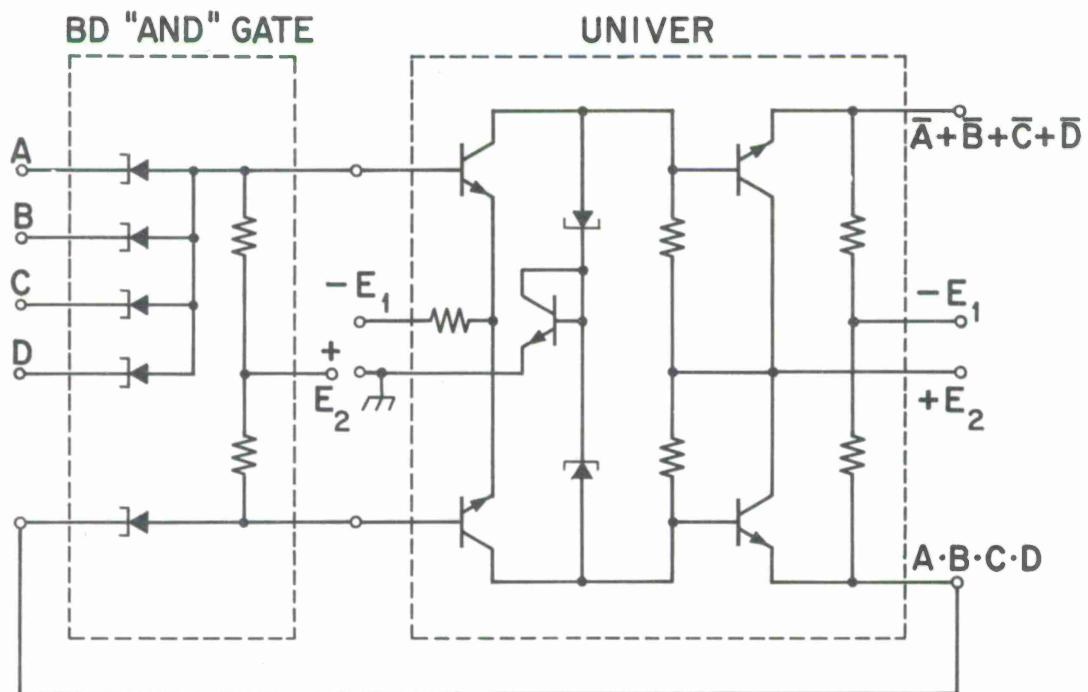 BD "AND" GATE
UNIVER
A
B
C
D
−E₁
+
E₂
A̅+B̅+C̅+D̅
−E₁
+E₂
A·B·C·D